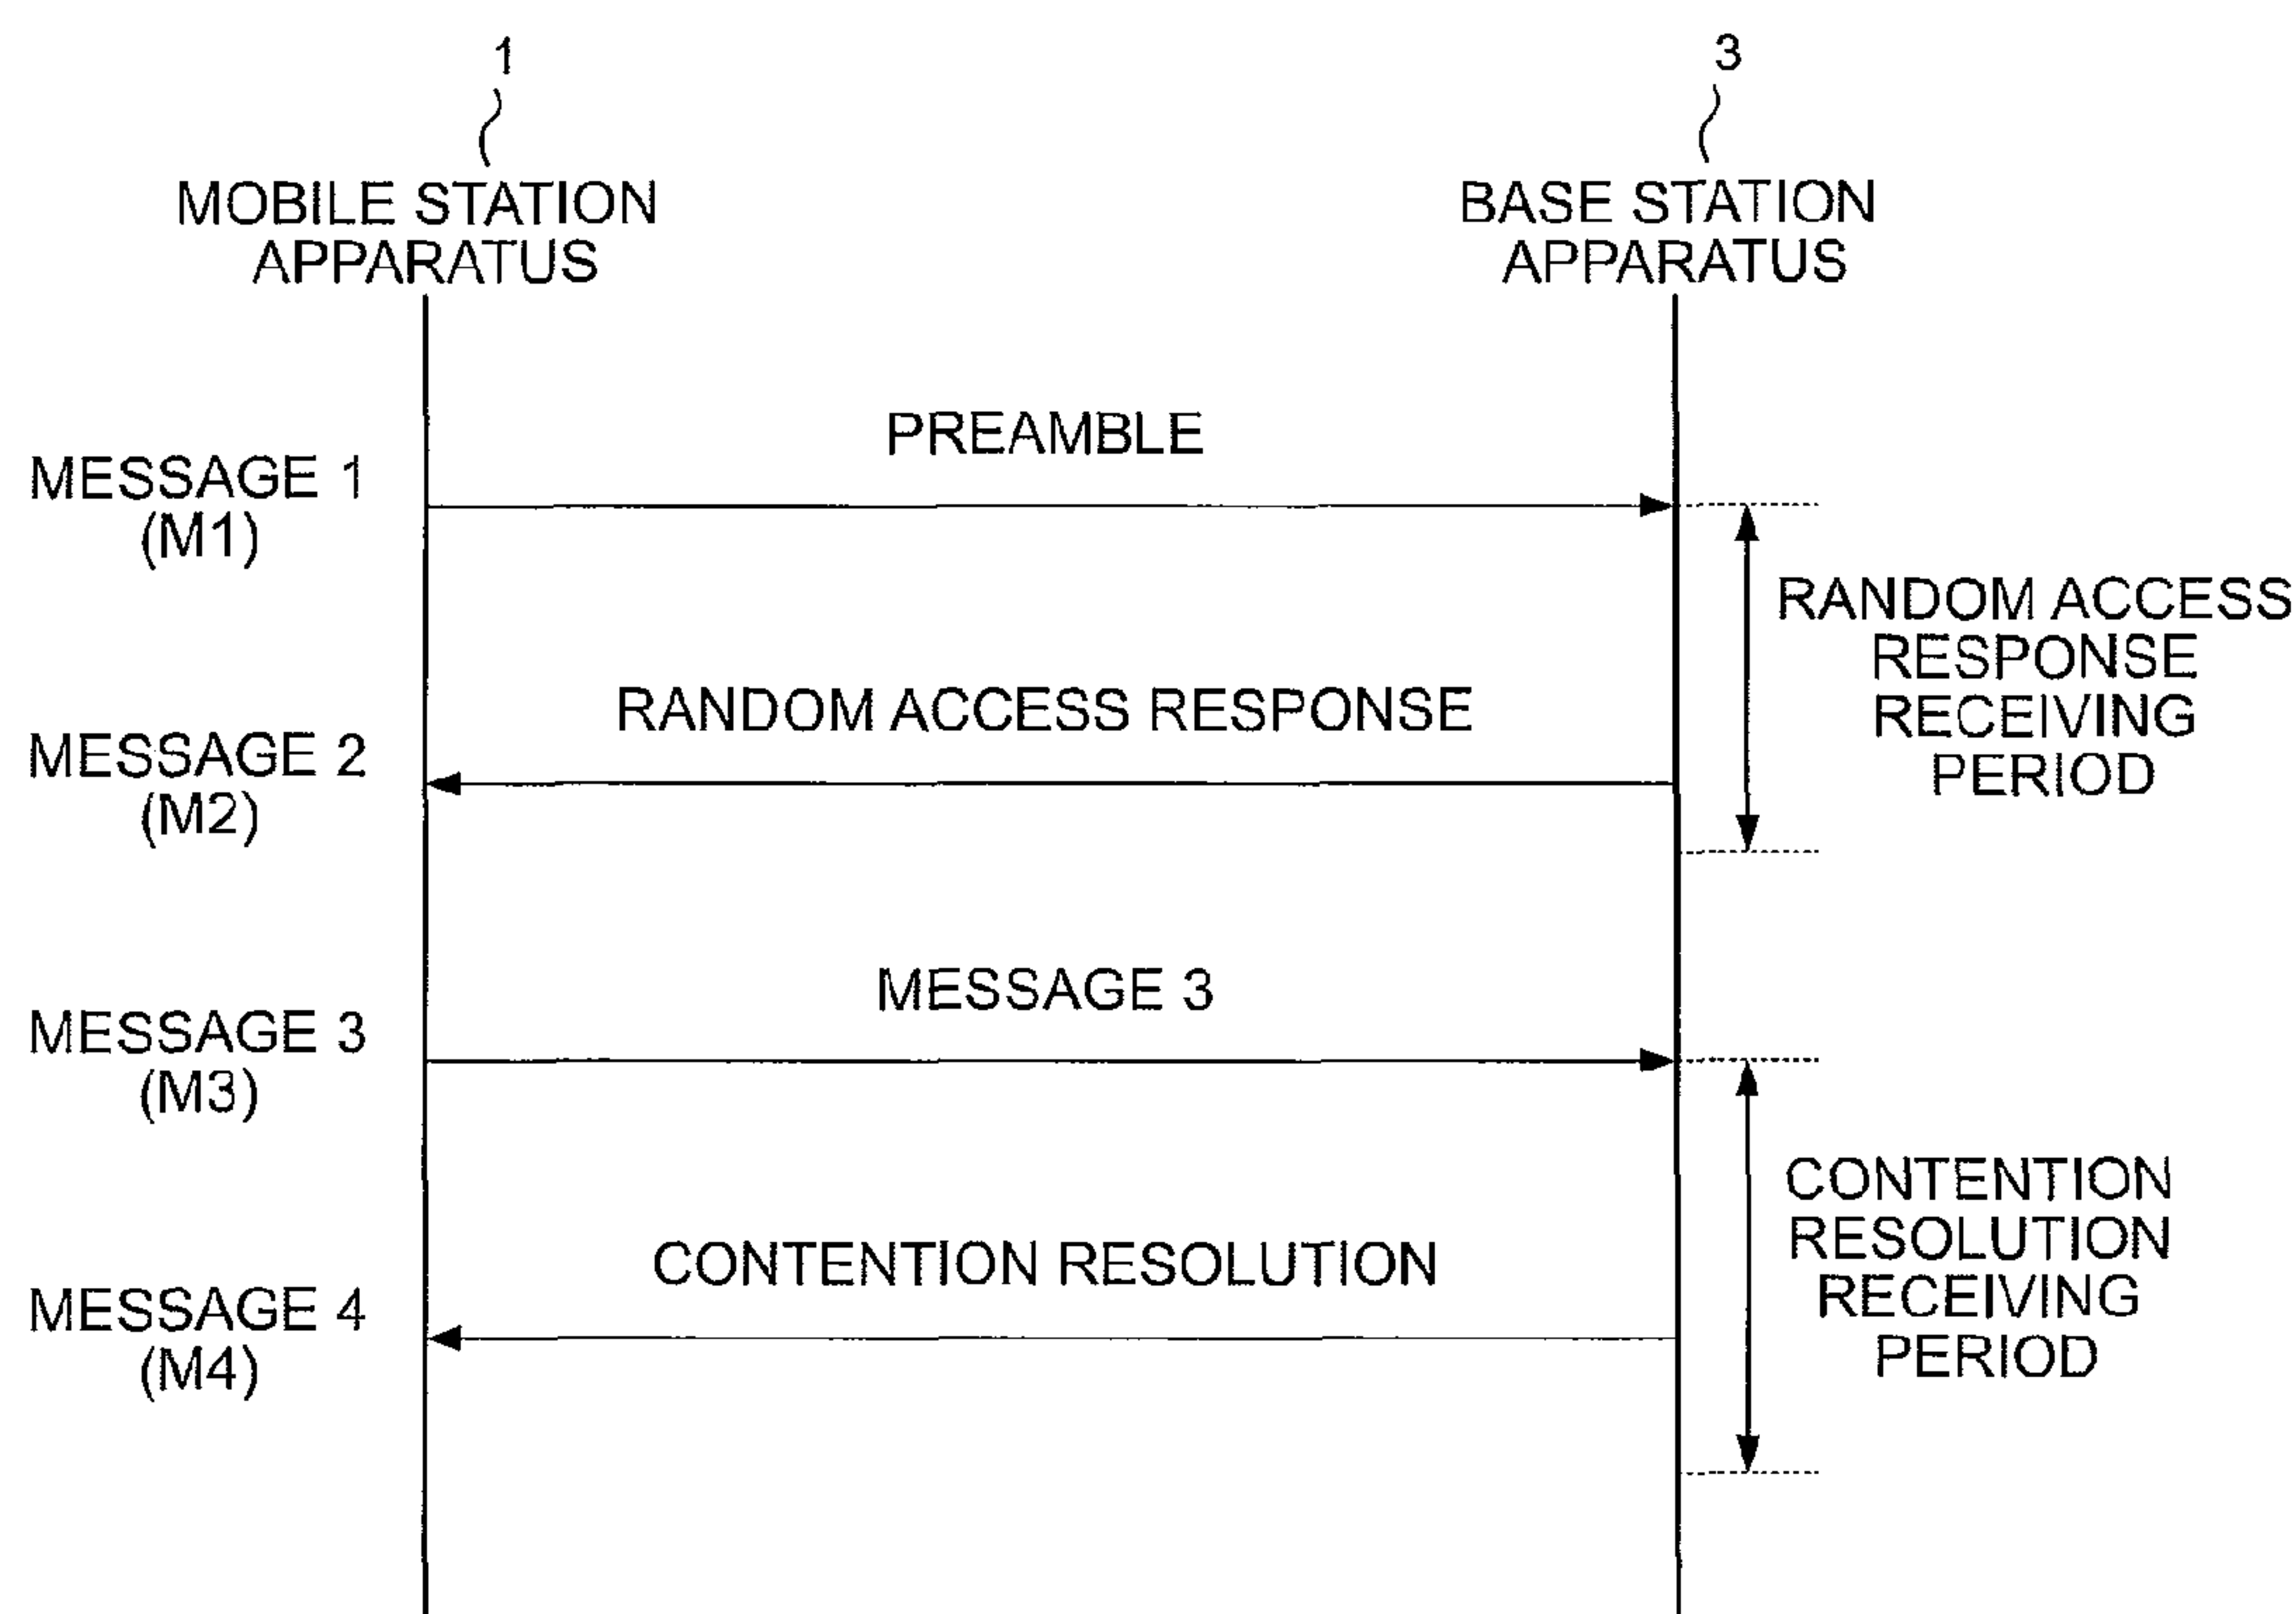 1
3
MOBILE STATION
APPARATUS
BASE STATION
APPARATUS
PREAMBLE
MESSAGE 1
(M1)
RANDOM ACCESS
RESPONSE
RECEIVING
PERIOD
RANDOM ACCESS RESPONSE
MESSAGE 2
(M2)
MESSAGE 3
MESSAGE 3
(M3)
CONTENTION
RESOLUTION
RECEIVING
PERIOD
CONTENTION RESOLUTION
MESSAGE 4
(M4)